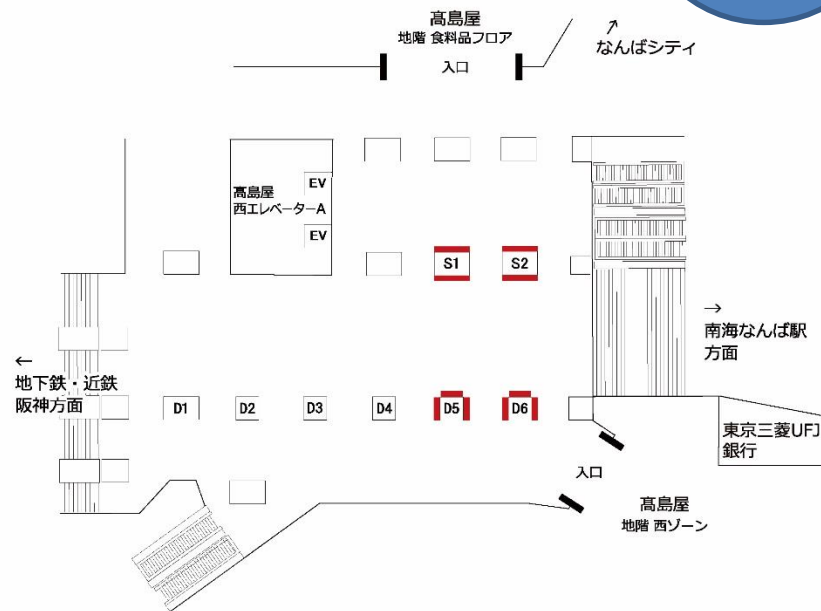 髙島屋
地階 食料品フロア
入口
↗
なんばシティ
髙島屋
西エレベーターA
EV
EV
S1
S2
→
南海なんば駅
方面
←
地下鉄・近鉄
阪神方面
D1
D2
D3
D4
D5
D6
東京三菱UFJ
銀行
入口
髙島屋
地階 西ゾーン